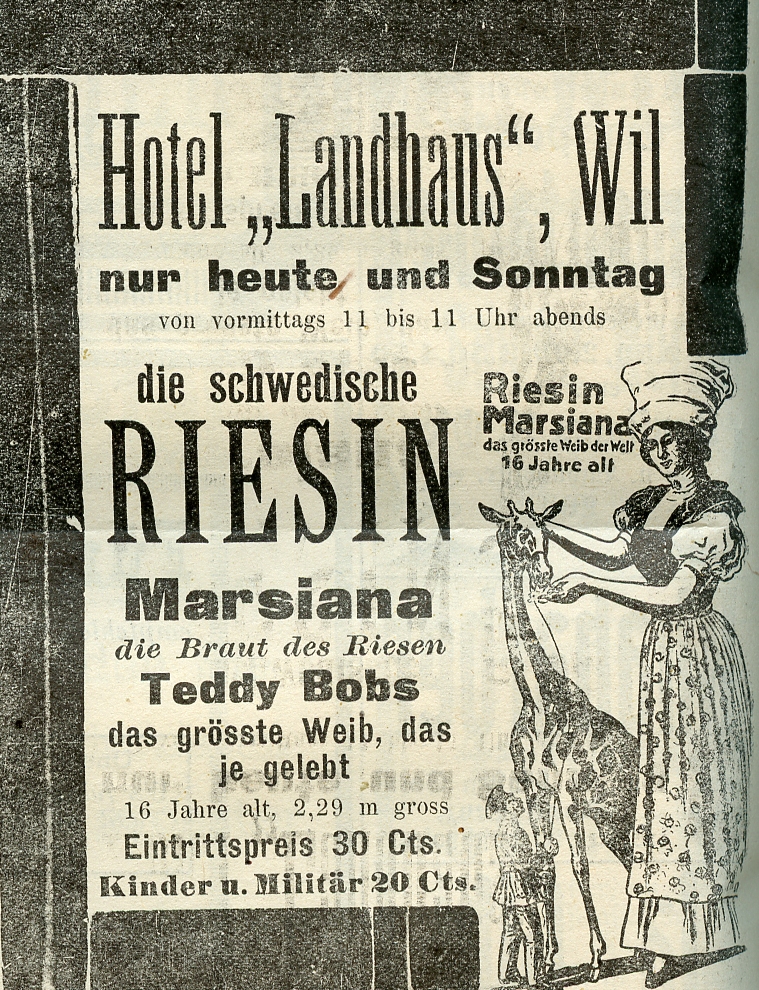 Hotel „Landhaus“, Wil
nur heute und Sonntag
von vormittags 11 bis 11 Uhr abends
die schwedische
RIESIN
Marsiana
die Braut des Riesen
Teddy Bobs
das grösste Weib, das
je gelebt
16 Jahre alt, 2,29 m gross
Eintrittspreis 30 Cts.
Kinder u. Militär 20 Cts.
Riesin
Marsiana
das grösste Weib der Welt
16 Jahre alt